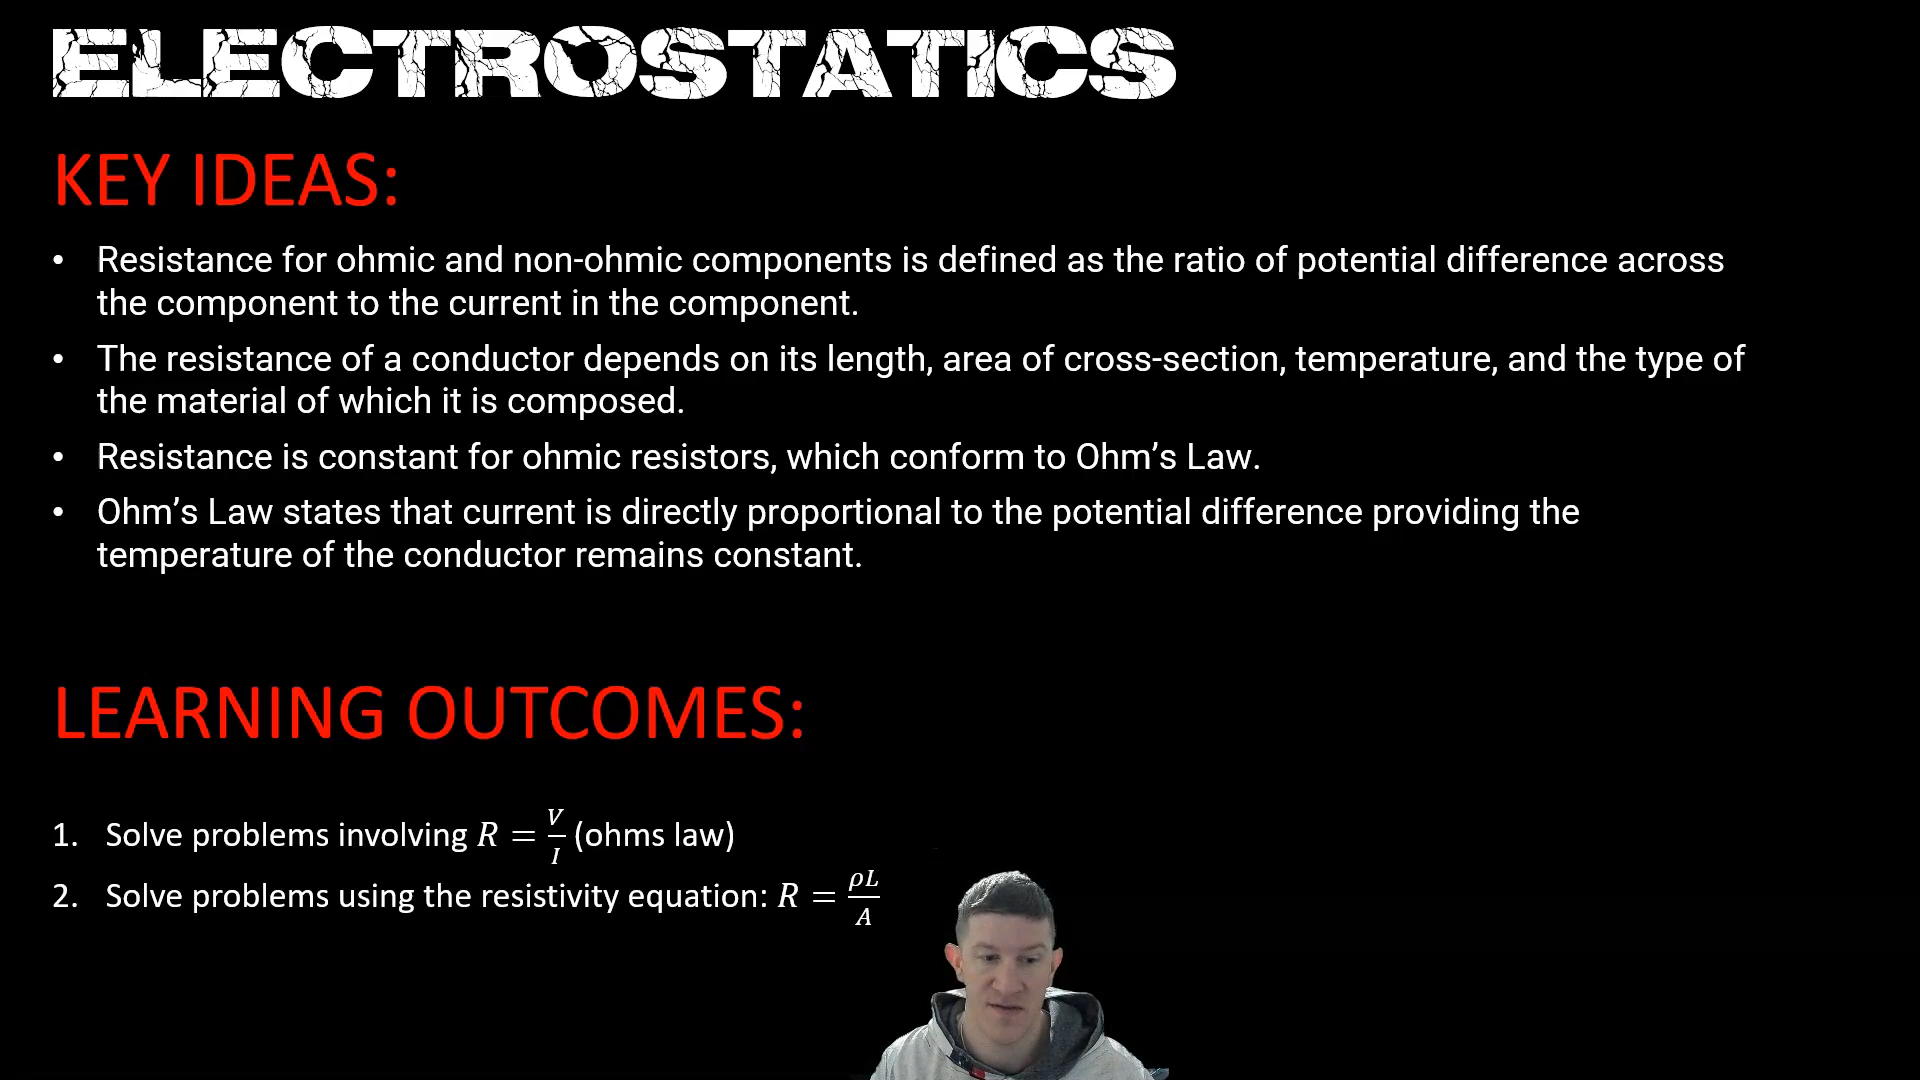 ELECTROSTATICS
KEY IDEAS:
• Resistance for ohmic and non-ohmic components is defined as the ratio of potential difference across
the component to the current in the component.
• The resistance of a conductor depends on its length, area of cross-section, temperature, and the type of
the material of which it is composed.
• Resistance is constant for ohmic resistors, which conform to Ohm’s Law.
• Ohm’s Law states that current is directly proportional to the potential difference providing the
temperature of the conductor remains constant.
LEARNING OUTCOMES:
1. Solve problems involving R = V/I (ohms law)
2. Solve problems using the resistivity equation: R = ρL/A